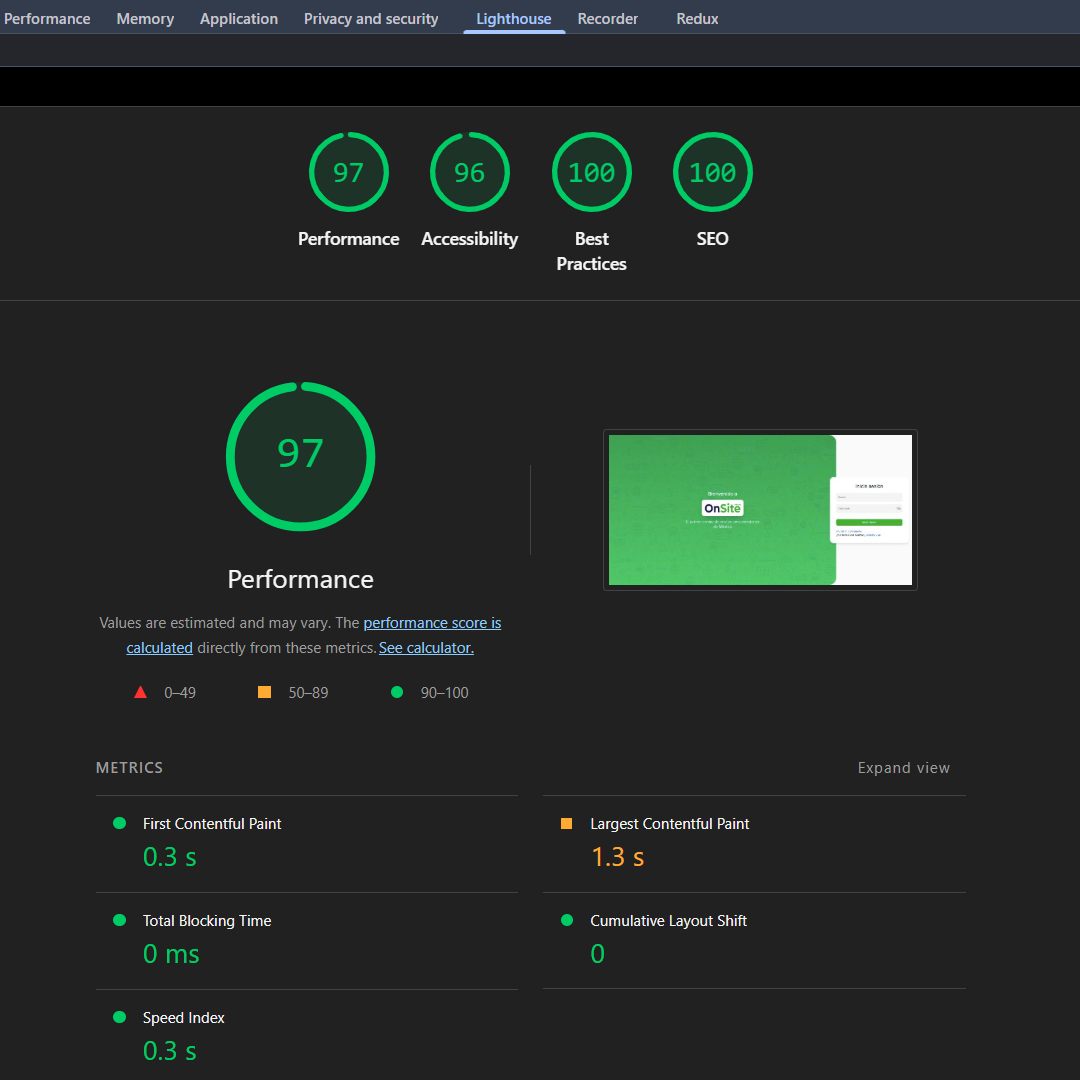 Performance Memory Application Privacy and security Lighthouse Recorder Redux
97 96 100 100
Performance Accessibility Best Practices SEO
97
Performance
Values are estimated and may vary. The performance score is
calculated directly from these metrics. See calculator.
0–49 50–89 90–100
Bienvenido a
OnSite
Inicia sesión
METRICS
Expand view
First Contentful Paint
0.3 s
Largest Contentful Paint
1.3 s
Total Blocking Time
0 ms
Cumulative Layout Shift
0
Speed Index
0.3 s